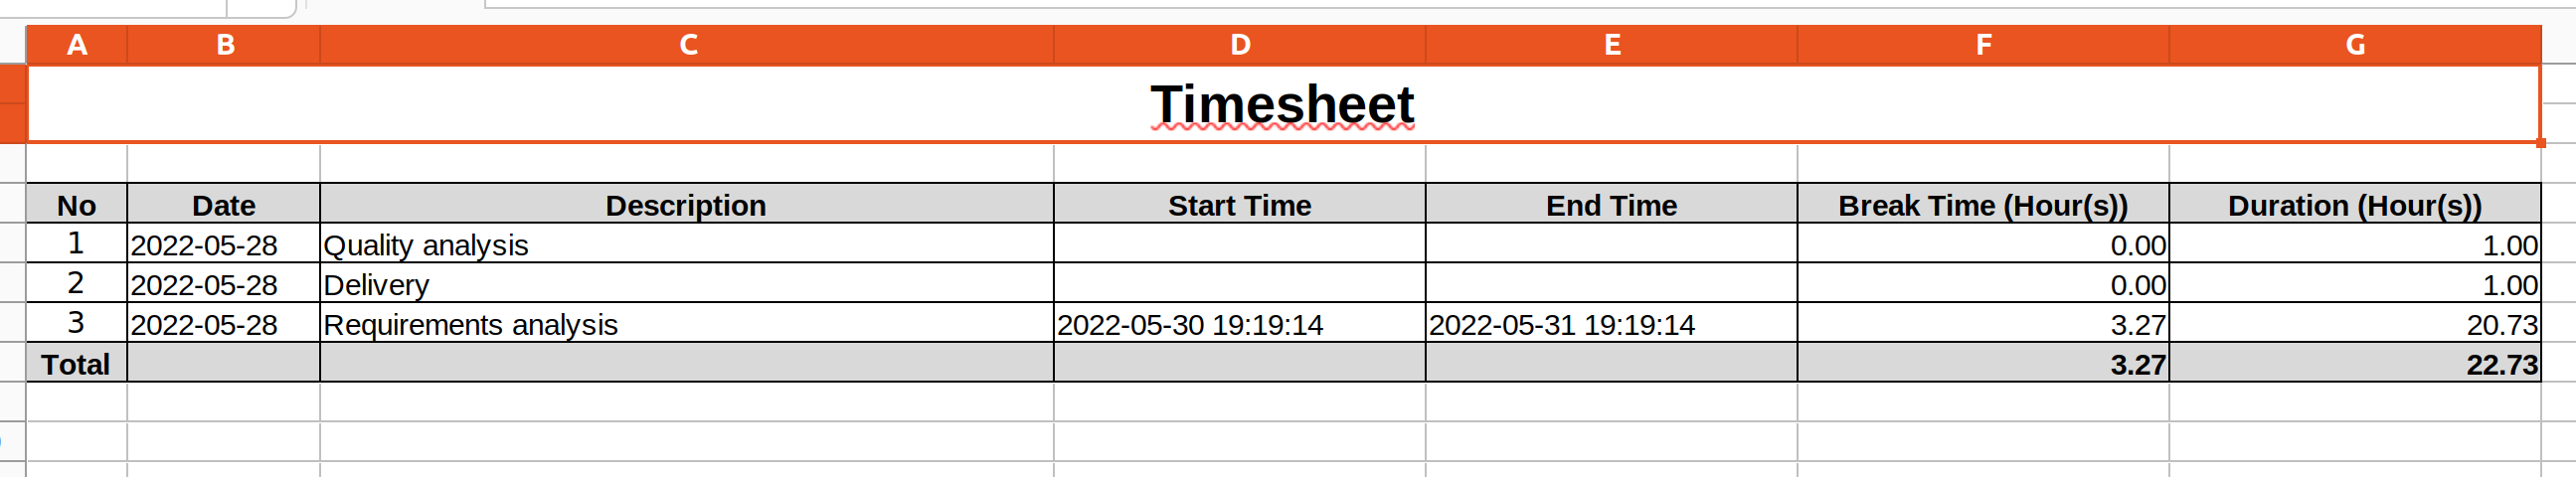 A B C D E F G
Timesheet
No Date Description Start Time End Time Break Time (Hour(s)) Duration (Hour(s))
1 2022-05-28 Quality analysis 0.00 1.00
2 2022-05-28 Delivery 0.00 1.00
3 2022-05-28 Requirements analysis 2022-05-30 19:19:14 2022-05-31 19:19:14 3.27 20.73
Total 3.27 22.73